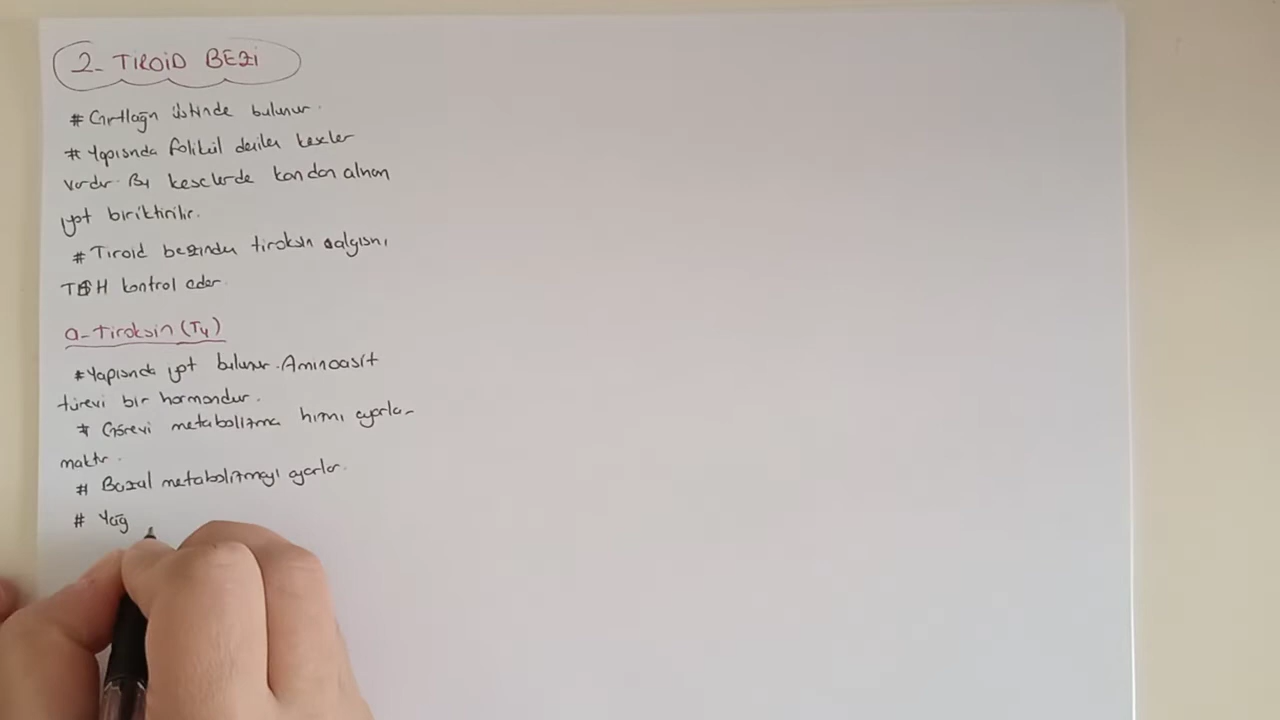 2- TİROİD BEZİ
# Gırtlağın üstünde bulunur.
# Yapısında folikül denilen keseler
vardır. Bu keselerde kandan alınan
iyot biriktirilir.
# Tiroid bezinden tiroksin salgısını
TSH kontrol eder.
a- Tiroksin (T4)
# Yapısında iyot bulunur. Aminoasit
türevi bir hormondur.
# Görevi metabolizma hızını ayarla-
maktır.
# Bazal metabolizmayı ayarlar.
# Yağ